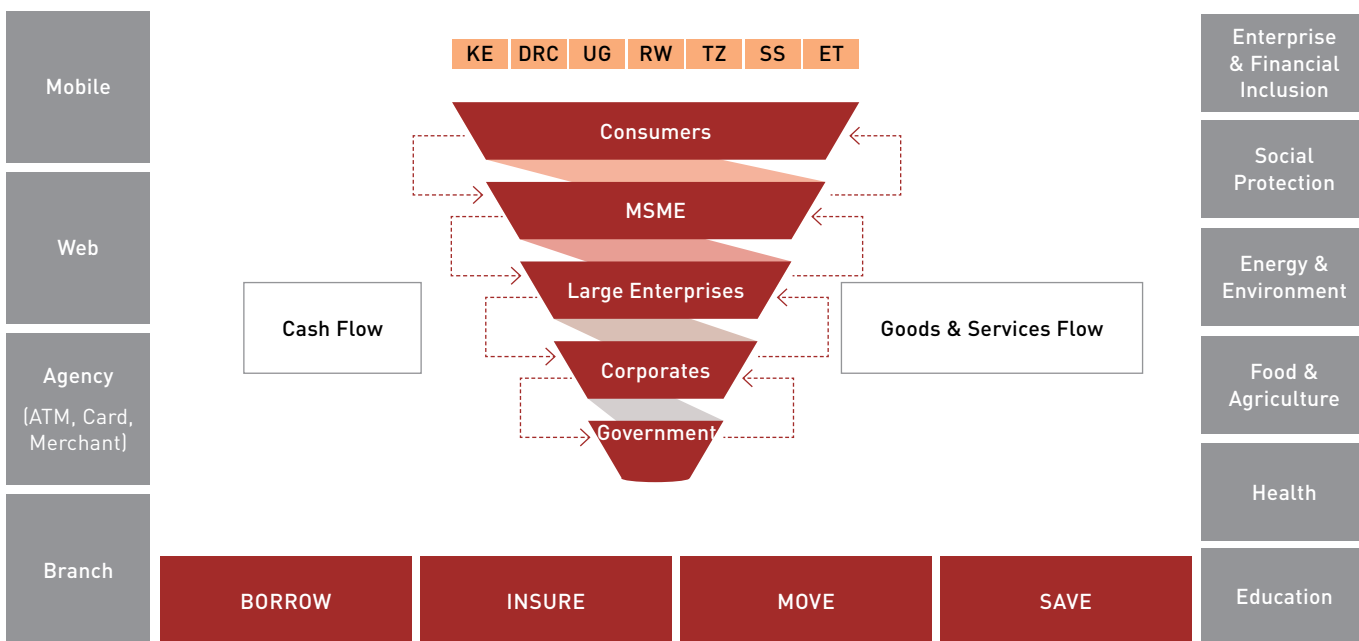 KE DRC UG RW TZ SS ET
Mobile
Web
Agency
(ATM, Card,
Merchant)
Branch
Consumers
MSME
Large Enterprises
Corporates
Government
Cash Flow
Goods & Services Flow
Enterprise
& Financial
Inclusion
Social
Protection
Energy &
Environment
Food &
Agriculture
Health
Education
BORROW
INSURE
MOVE
SAVE